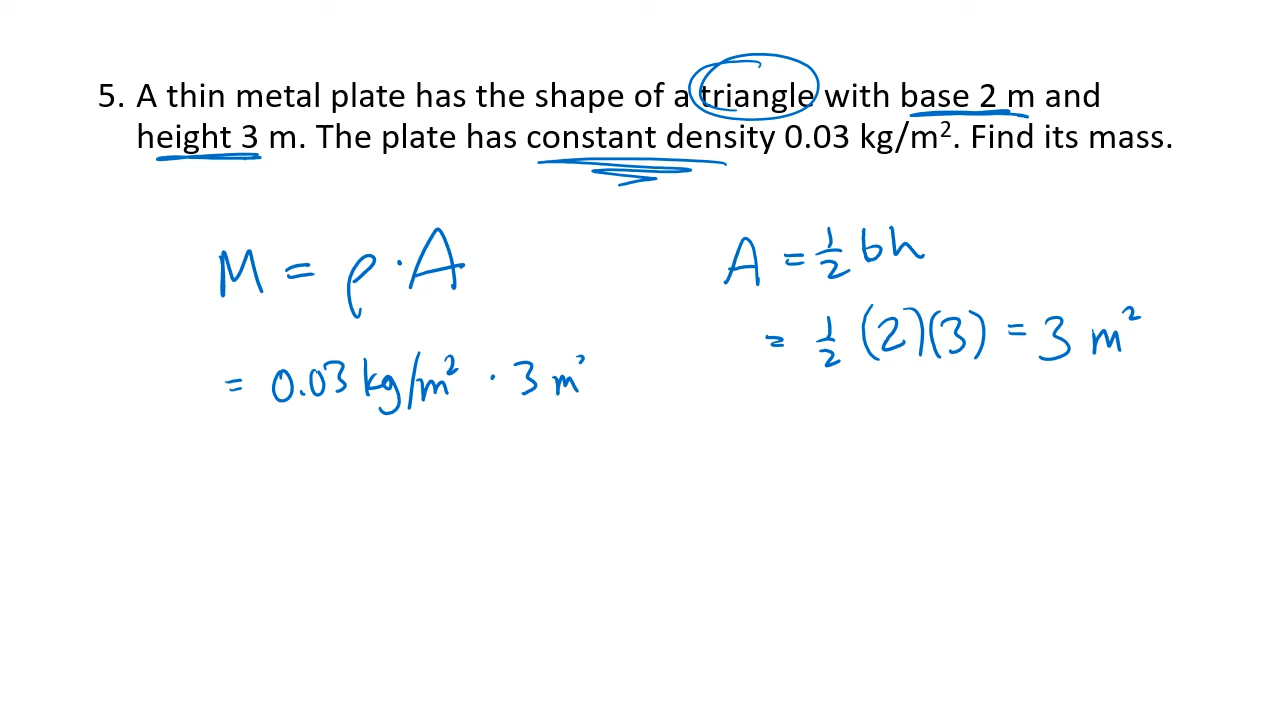 5. A thin metal plate has the shape of a triangle with base 2 m and
height 3 m. The plate has constant density 0.03 kg/m². Find its mass.
M = ρ · A
= 0.03 kg/m² · 3 m²
A = 1/2 bh
= 1/2 (2)(3) = 3 m²